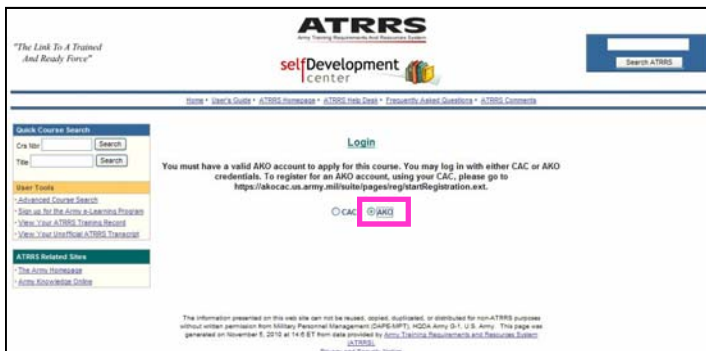 "The Link To A Trained
And Ready Force"
ATRRS
Army Training Requirements And Resources System
selfDevelopment
center
Search ATRRS
Home • User's Guide • ATRRS Homepage • ATRRS Help Desk • Frequently Asked Questions • ATRRS Comments
Quick Course Search
Crs Nbr Search
Title Search
User Tools
· Advanced Course Search
· Sign up for the Army e-Learning Program
· View Your ATRRS Training Record
· View Your Unofficial ATRRS Transcript
ATRRS Related Sites
· The Army Homepage
· Army Knowledge Online
Login
You must have a valid AKO account to apply for this course. You may log in with either CAC or AKO
credentials. To register for an AKO account, using your CAC, please go to
https://akocac.us.army.mil/suite/pages/reg/startRegistration.ext.
CAC AKO
The information presented on this web site can not be reused, copied, duplicated, or distributed for non-ATRRS purposes
without written permission from Military Personnel Management (DAPE-MPT), HQDA Army G-1, U.S. Army. This page was
generated on November 5, 2010 at 14:6 ET from data provided by Army Training Requirements and Resources System
(ATRRS).
Privacy and Security Notice